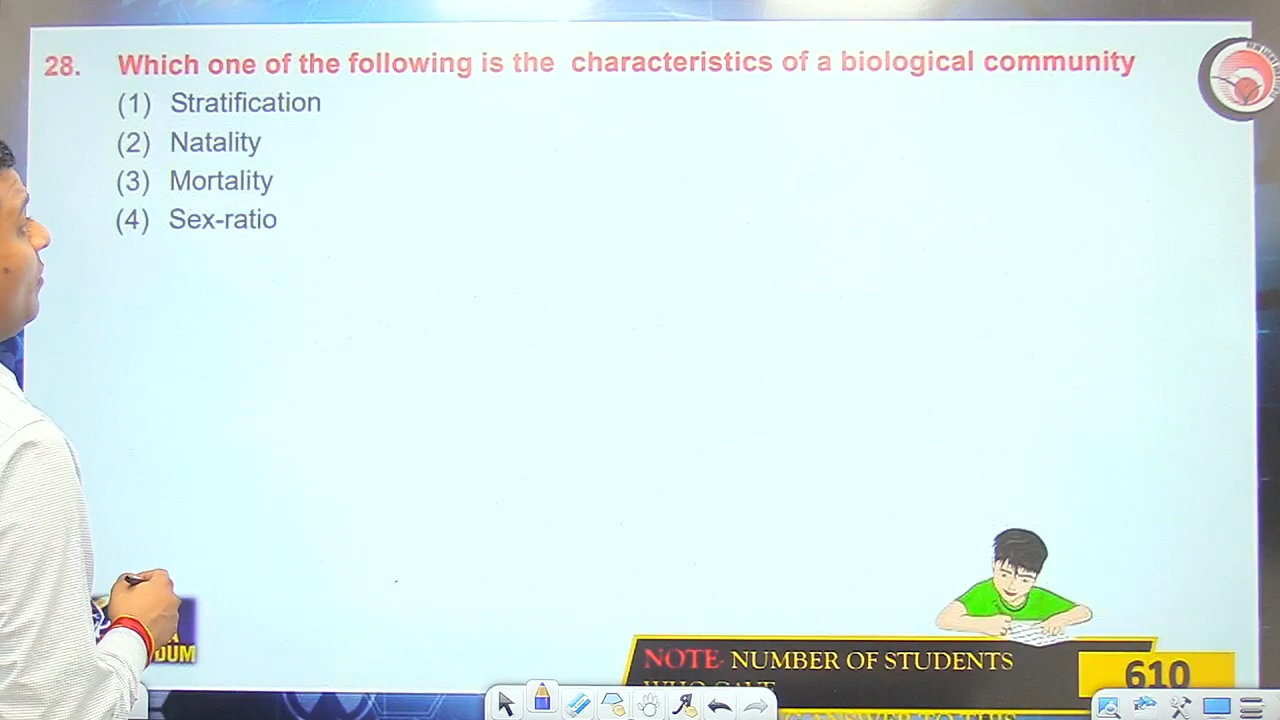 28. Which one of the following is the characteristics of a biological community
(1) Stratification
(2) Natality
(3) Mortality
(4) Sex-ratio
DUM
NOTE- NUMBER OF STUDENTS
610